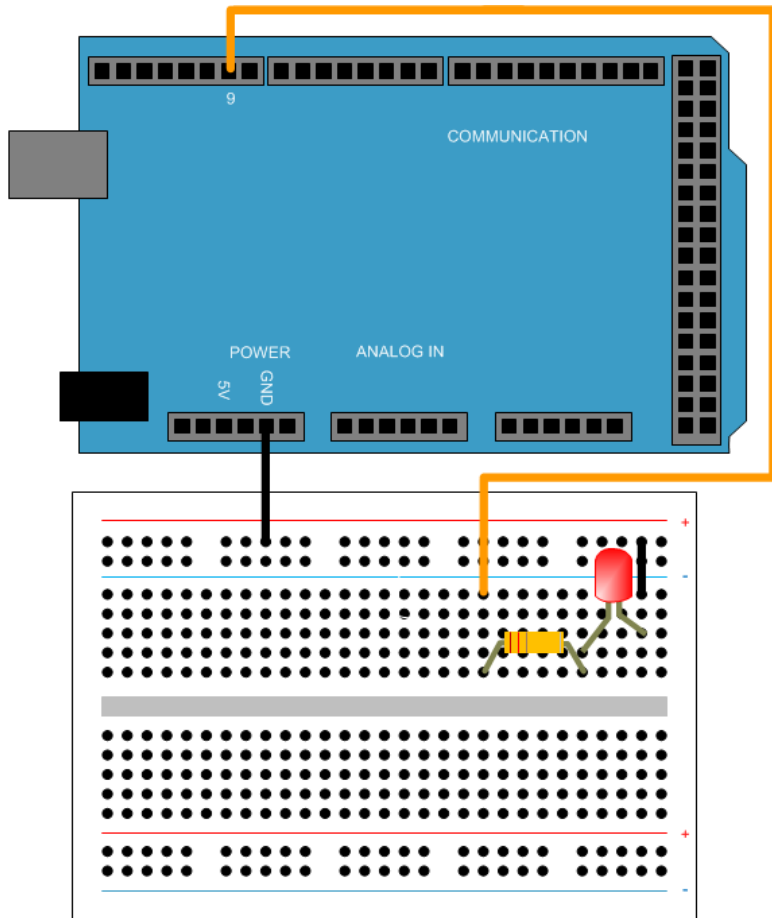 9
COMMUNICATION
POWER
ANALOG IN
5V
GND
+
-
+
-